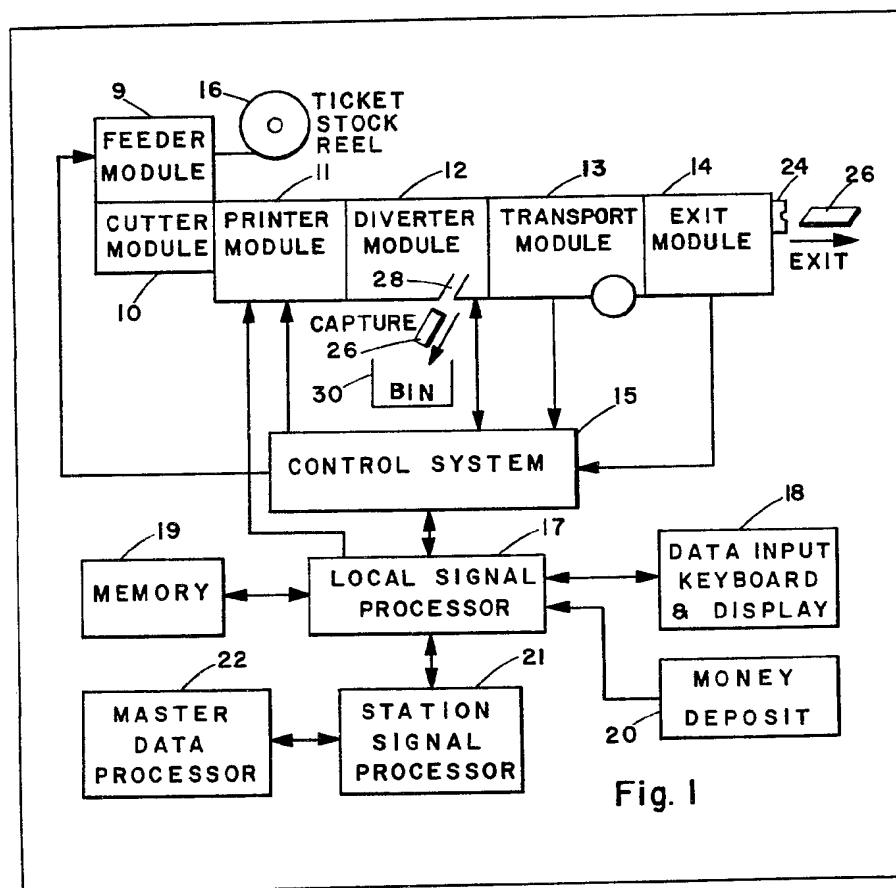 9
16
TICKET
STOCK
REEL
FEEDER
MODULE
11
12
13
14
24
26
CUTTER
MODULE
PRINTER
MODULE
DIVERTER
MODULE
TRANSPORT
MODULE
EXIT
MODULE
EXIT
10
28
CAPTURE
26
30
BIN
15
CONTROL SYSTEM
19
17
18
MEMORY
LOCAL SIGNAL
PROCESSOR
DATA INPUT
KEYBOARD
& DISPLAY
22
21
MASTER
DATA
PROCESSOR
STATION
SIGNAL
PROCESSOR
MONEY
DEPOSIT
20
Fig. 1